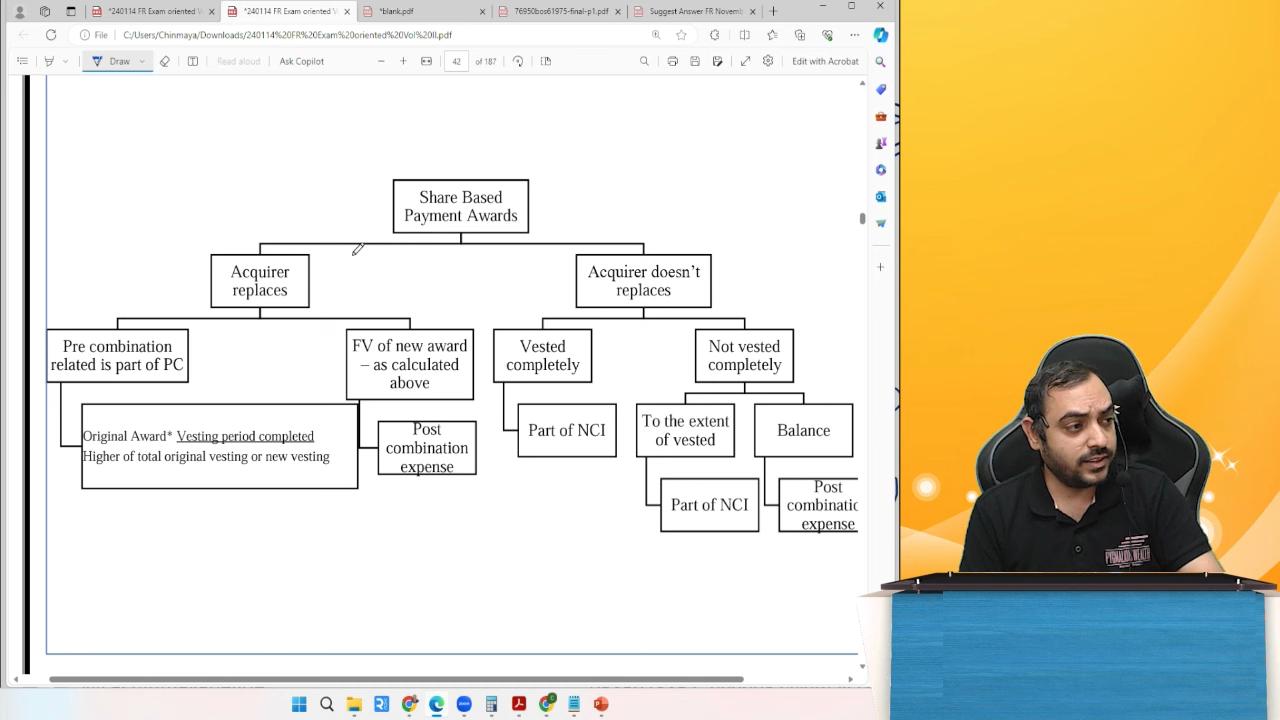 *240114 FR Exam oriented V
*240114 FR Exam oriented V
*blank.pdf
76950bos61975-final-p1.pdf
Suggest Answer FR Novemb
File
C:/Users/Chinmaya/Downloads/240114%20FR%20Exam%20oriented%20Vol%20II.pdf
Draw
Read aloud
Ask Copilot
42
of 187
Edit with Acrobat
Share Based
Payment Awards
Acquirer
replaces
Acquirer doesn't
replaces
Pre combination
related is part of PC
FV of new award
– as calculated
above
Vested
completely
Not vested
completely
Original Award* Vesting period completed
Higher of total original vesting or new vesting
Post
combination
expense
Part of NCI
To the extent
of vested
Balance
Part of NCI
Post
combinatio
expense